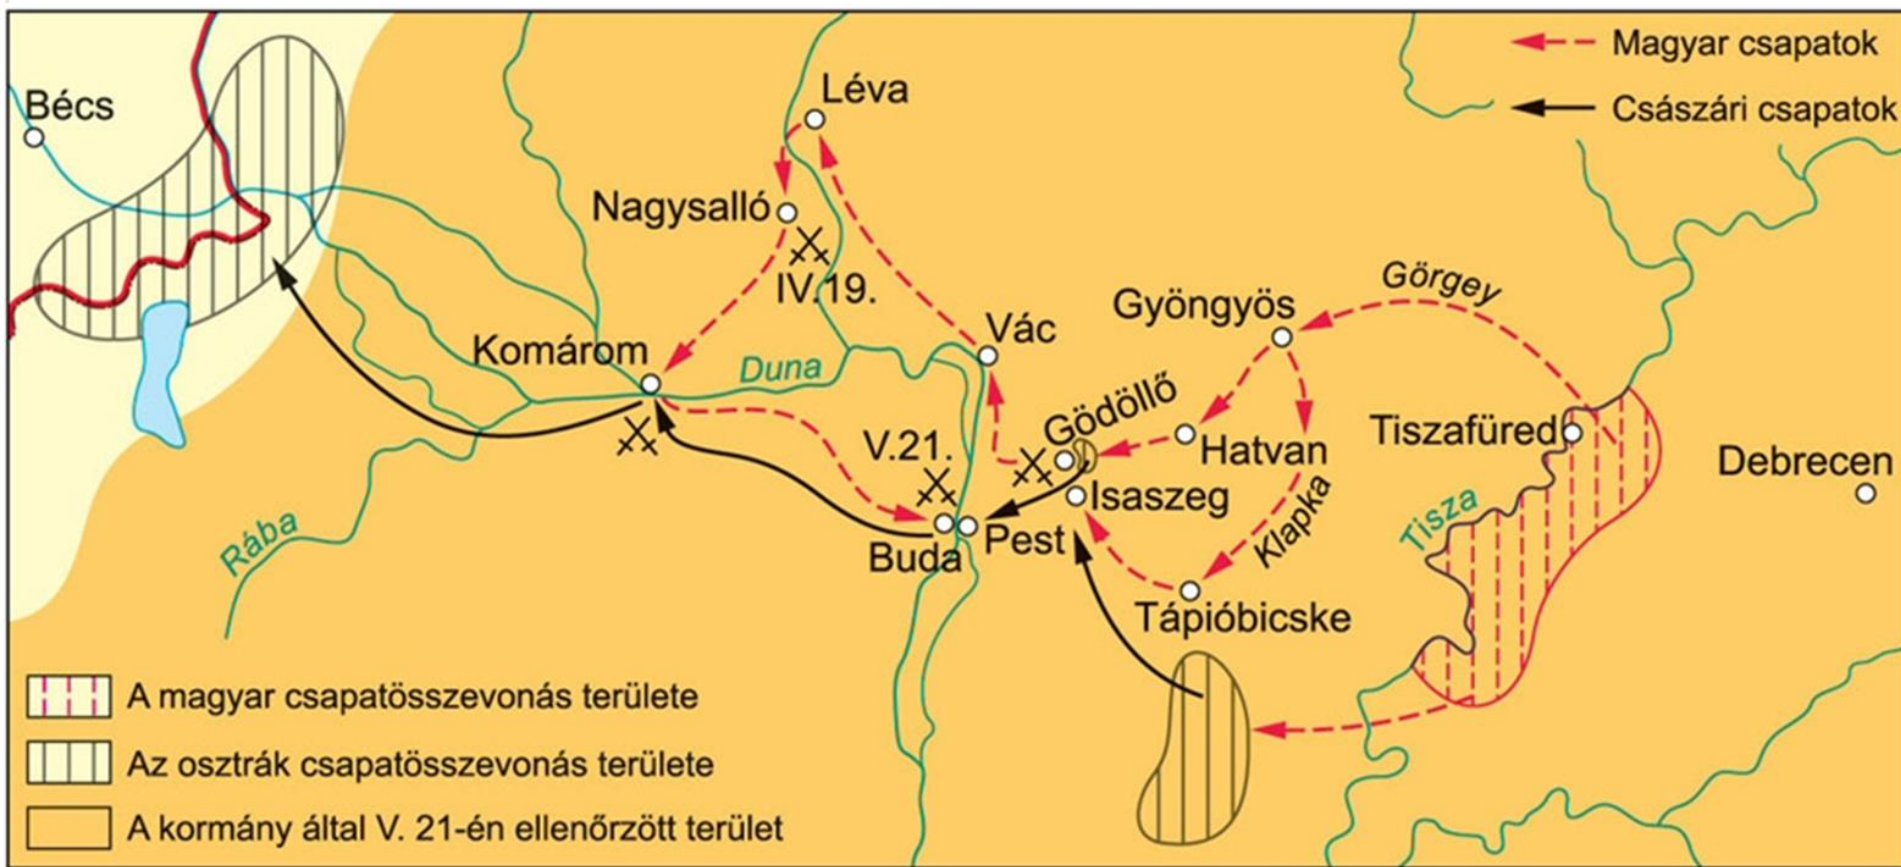 Magyar csapatok
Császári csapatok
Bécs
Léva
Nagysalló
IV.19.
Görgey
Gyöngyös
Vác
Komárom
Duna
Gödöllő
Hatvan
Tiszafüred
Debrecen
V.21.
Isaszeg
Klapka
Tisza
Rába
Buda
Pest
Tápióbicske
A magyar csapatösszevonás területe
Az osztrák csapatösszevonás területe
A kormány által V. 21-én ellenőrzött terület